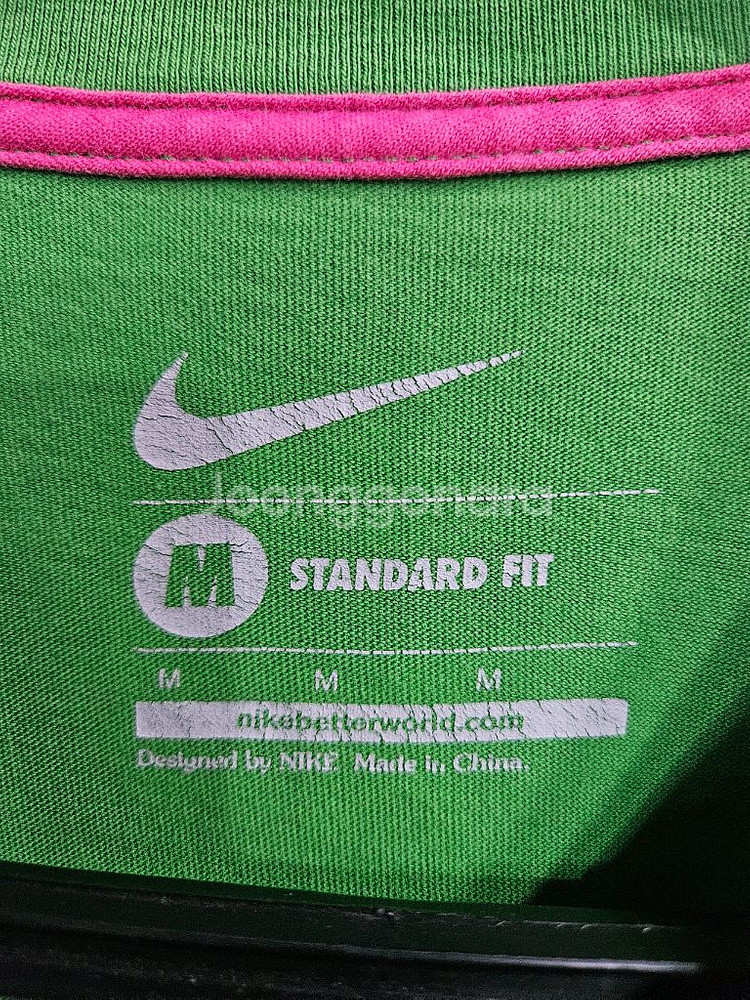 Joonggonara
M STANDARD FIT
M M M
nikebetterworld.com
Designed by NIKE Made in China.